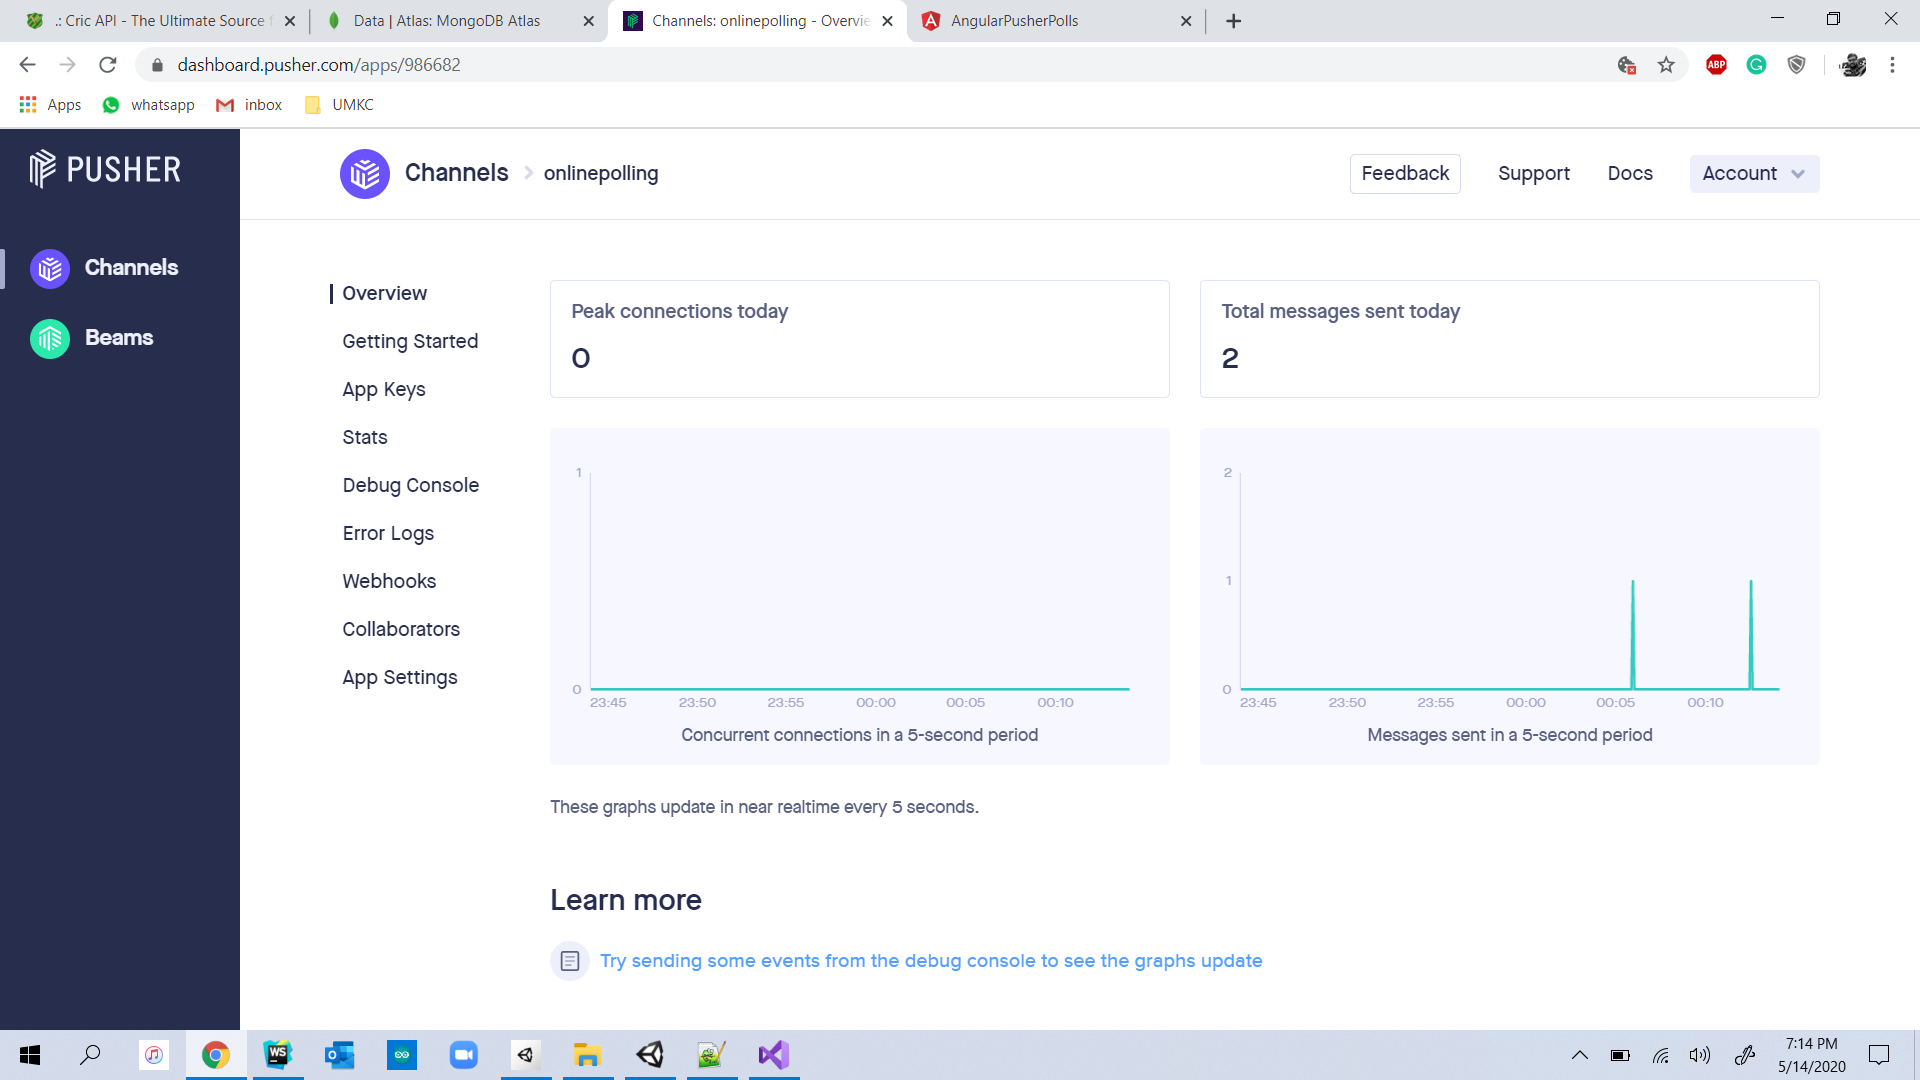 .: Cric API - The Ultimate Source f
Data | Atlas: MongoDB Atlas
Channels: onlinepolling - Overvie
AngularPusherPolls
dashboard.pusher.com/apps/986682
ABP
Apps
whatsapp
inbox
UMKC
PUSHER
Channels
onlinepolling
Feedback
Support
Docs
Account
Channels
Beams
Overview
Getting Started
App Keys
Stats
Debug Console
Error Logs
Webhooks
Collaborators
App Settings
Peak connections today
0
Total messages sent today
2
1
0
23:45 23:50 23:55 00:00 00:05 00:10
Concurrent connections in a 5-second period
2
1
0
23:45 23:50 23:55 00:00 00:05 00:10
Messages sent in a 5-second period
These graphs update in near realtime every 5 seconds.
Learn more
Try sending some events from the debug console to see the graphs update
WS
7:14 PM
5/14/2020